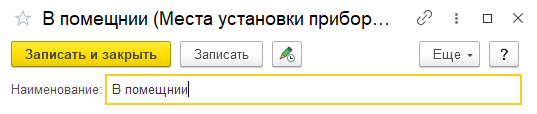 В помещнии (Места установки прибор...
Записать и закрыть Записать Еще ?
Наименование: В помещнии